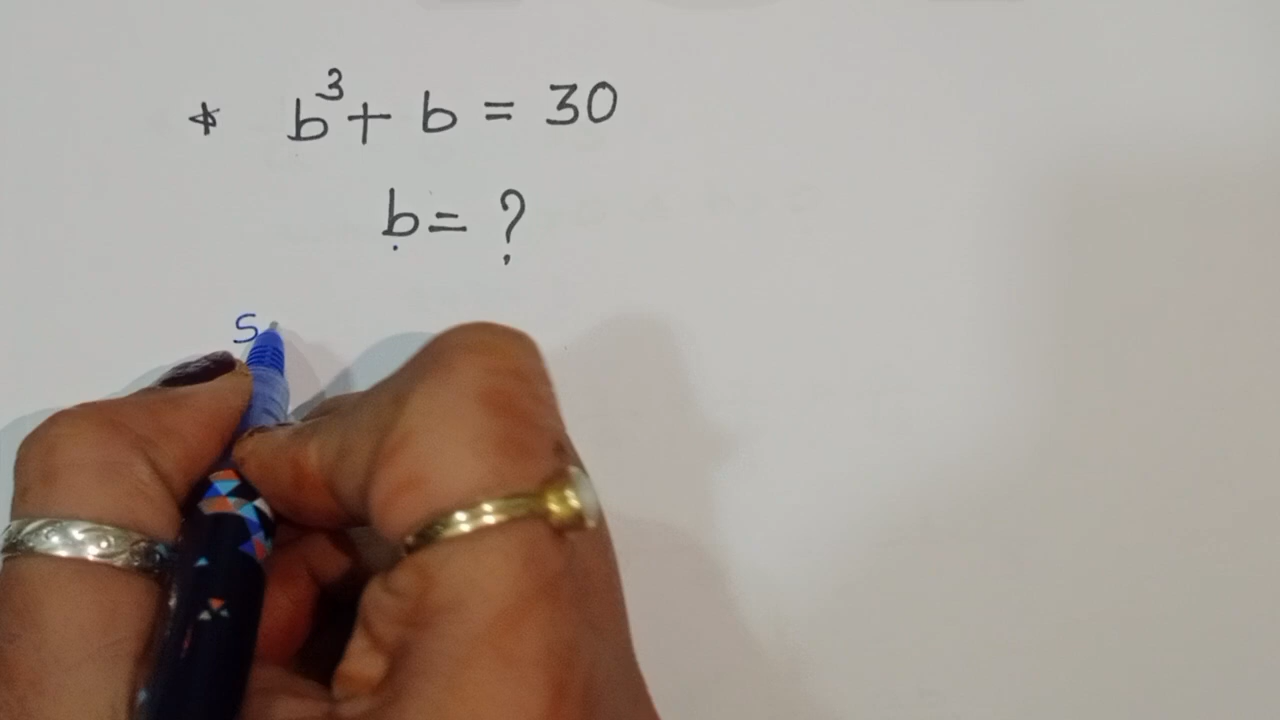 * b³ + b = 30
b = ?
S